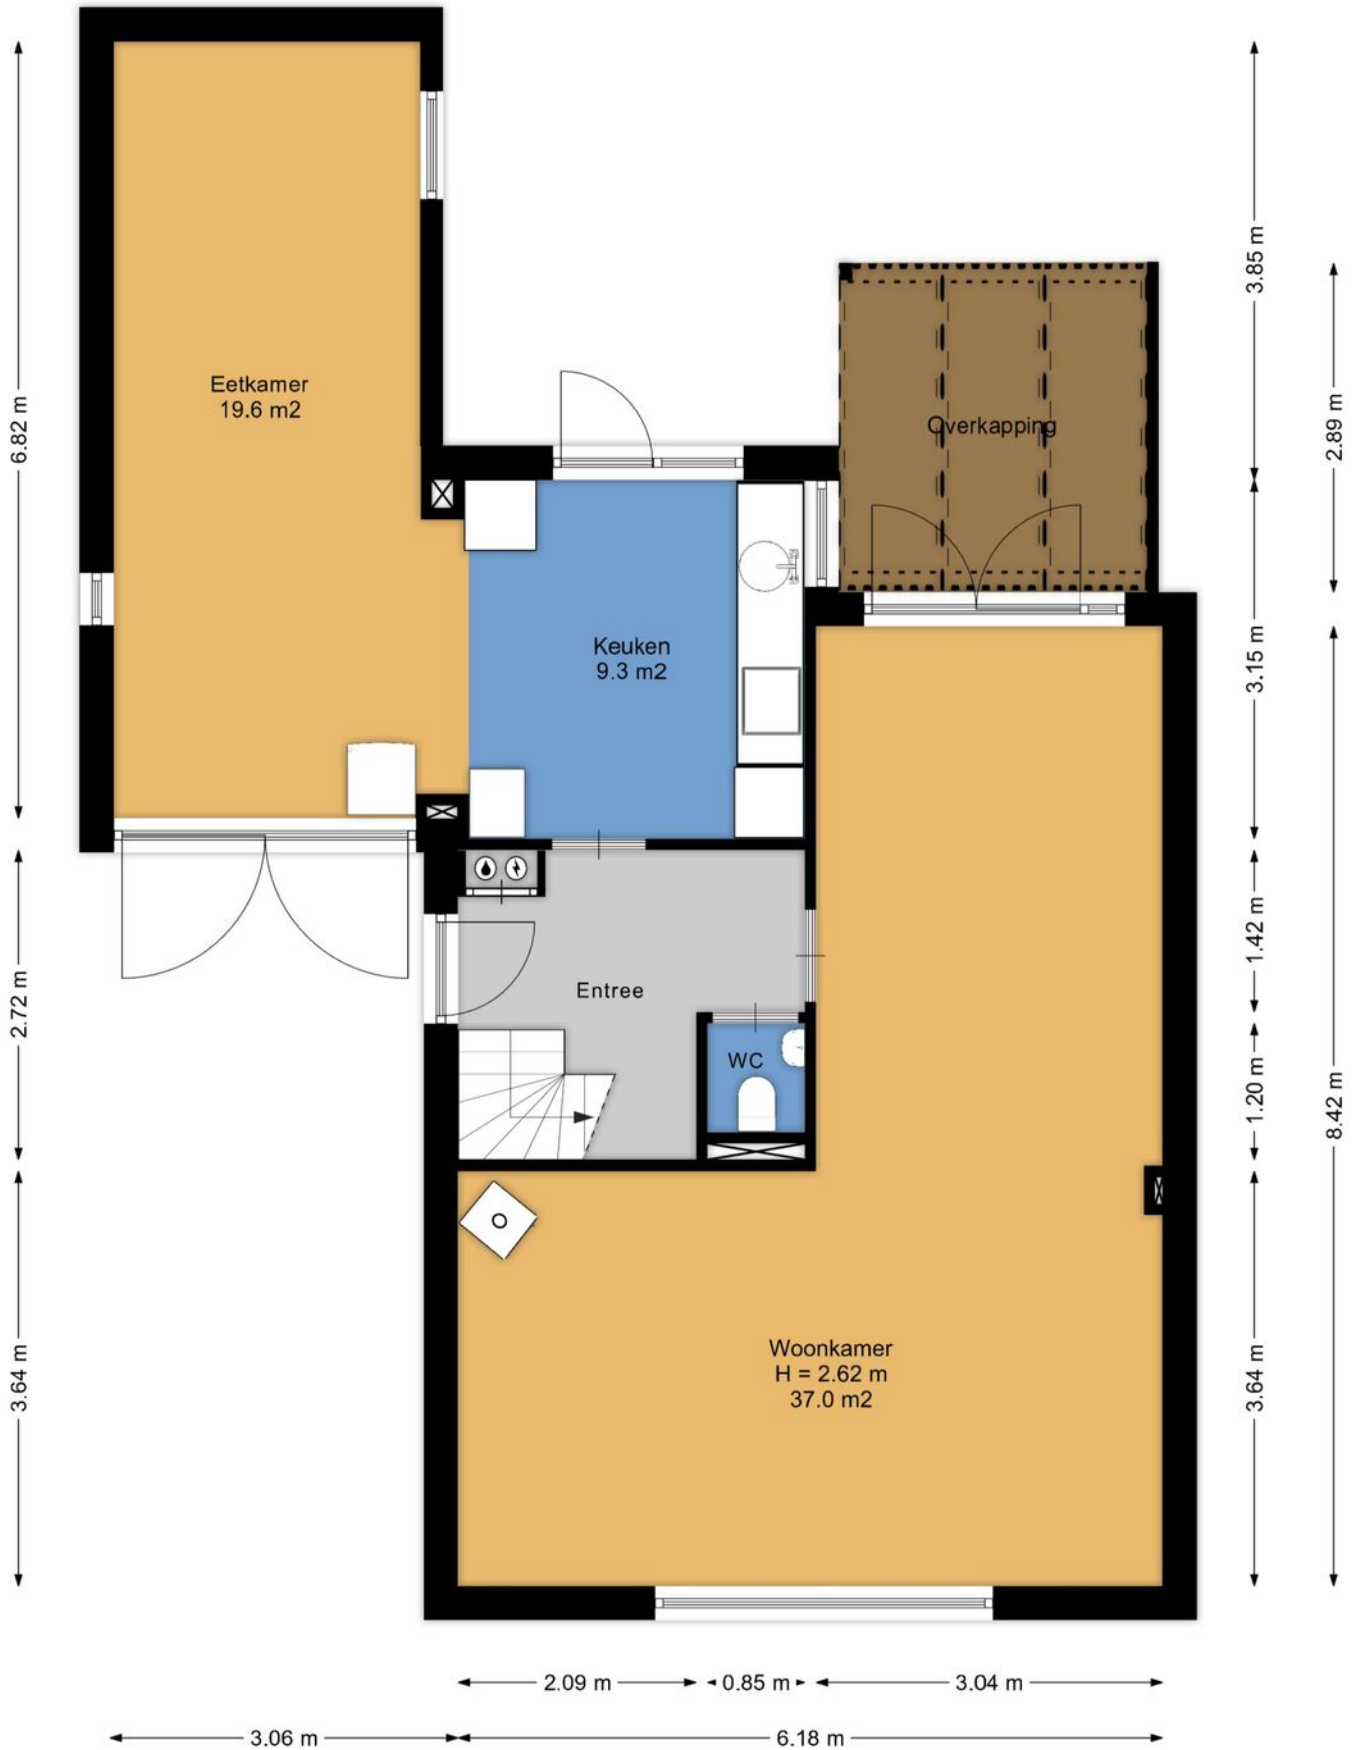 3.85 m
6.82 m
Eetkamer
19.6 m2
2.89 m
Overkapping
Keuken
9.3 m2
3.15 m
1.42 m
2.72 m
Entree
WC
1.20 m
8.42 m
3.64 m
Woonkamer
H = 2.62 m
37.0 m2
3.64 m
2.09 m
0.85 m
3.04 m
3.06 m
6.18 m